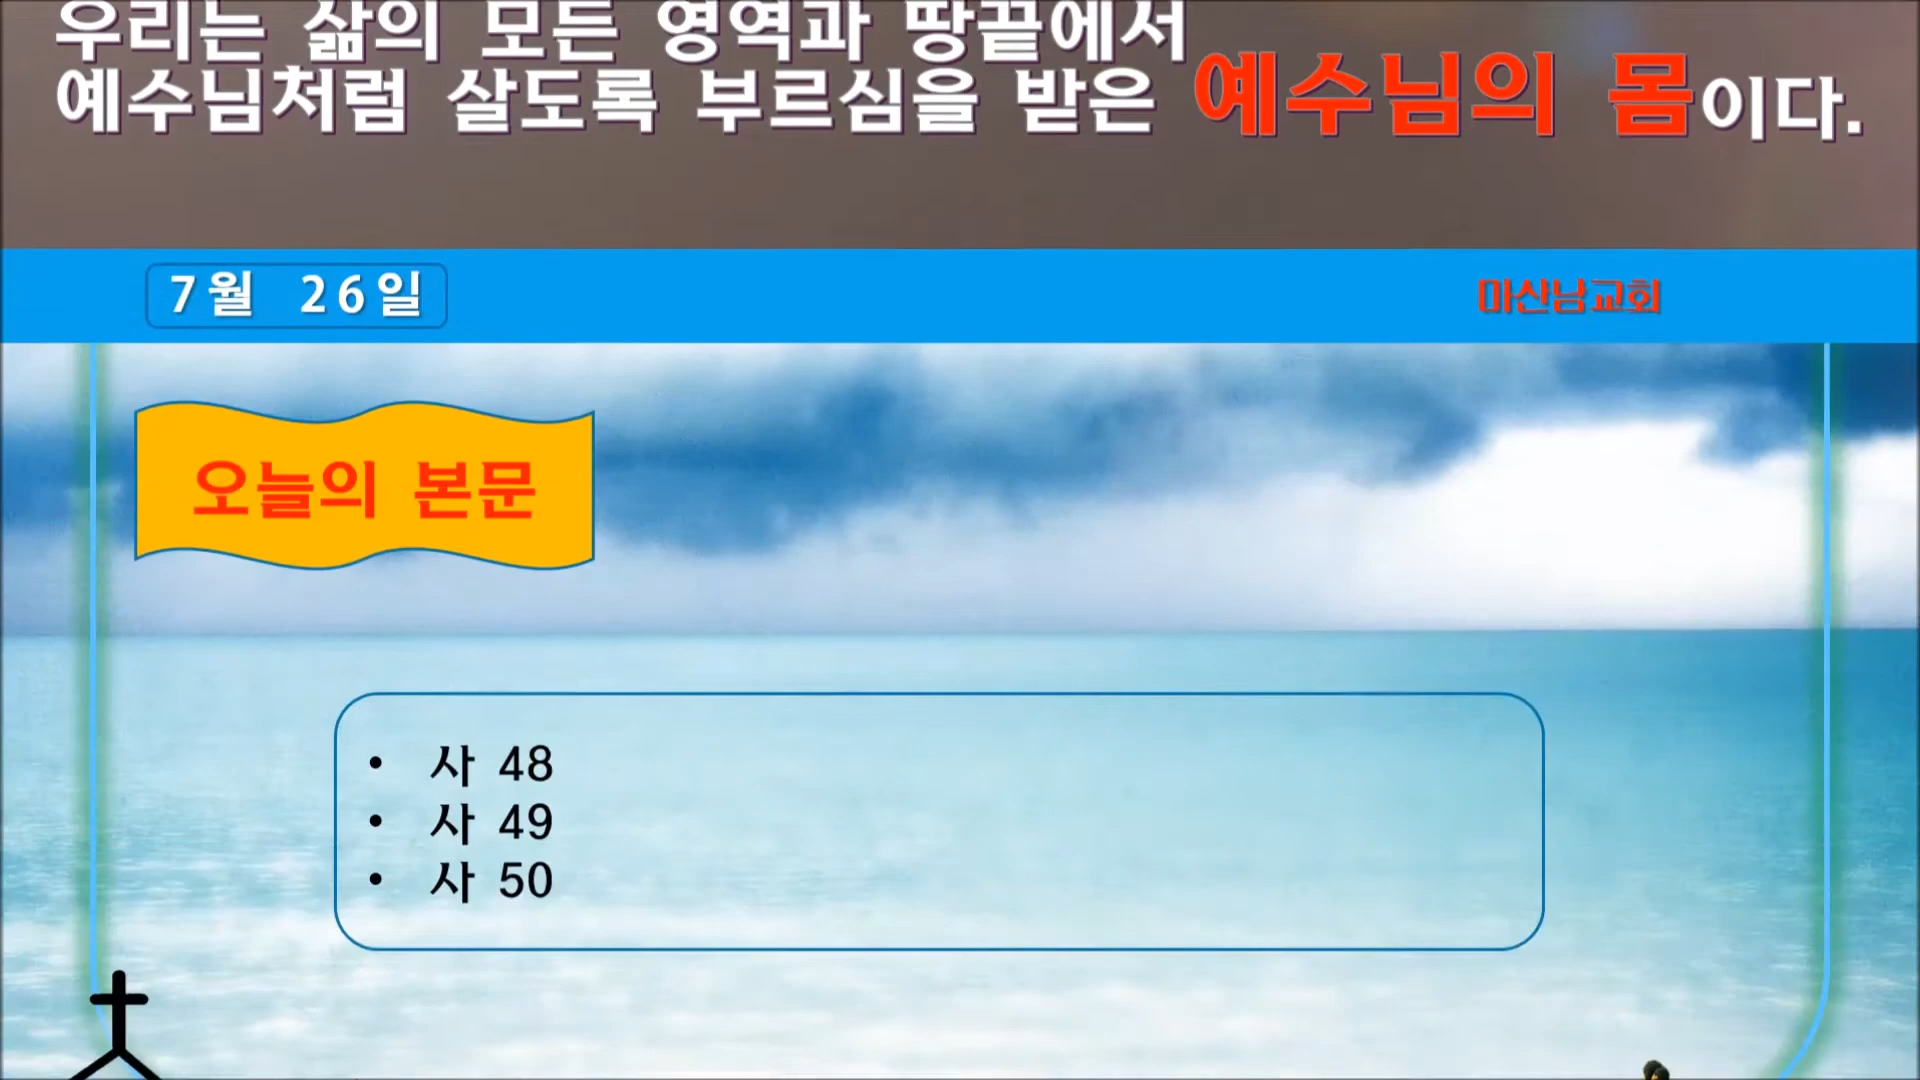 우리는 삶의 모든 영역과 땅끝에서
예수님처럼 살도록 부르심을 받은 예수님의 몸이다.
7월 26일
마산남교회
오늘의 본문
• 사 48
• 사 49
• 사 50